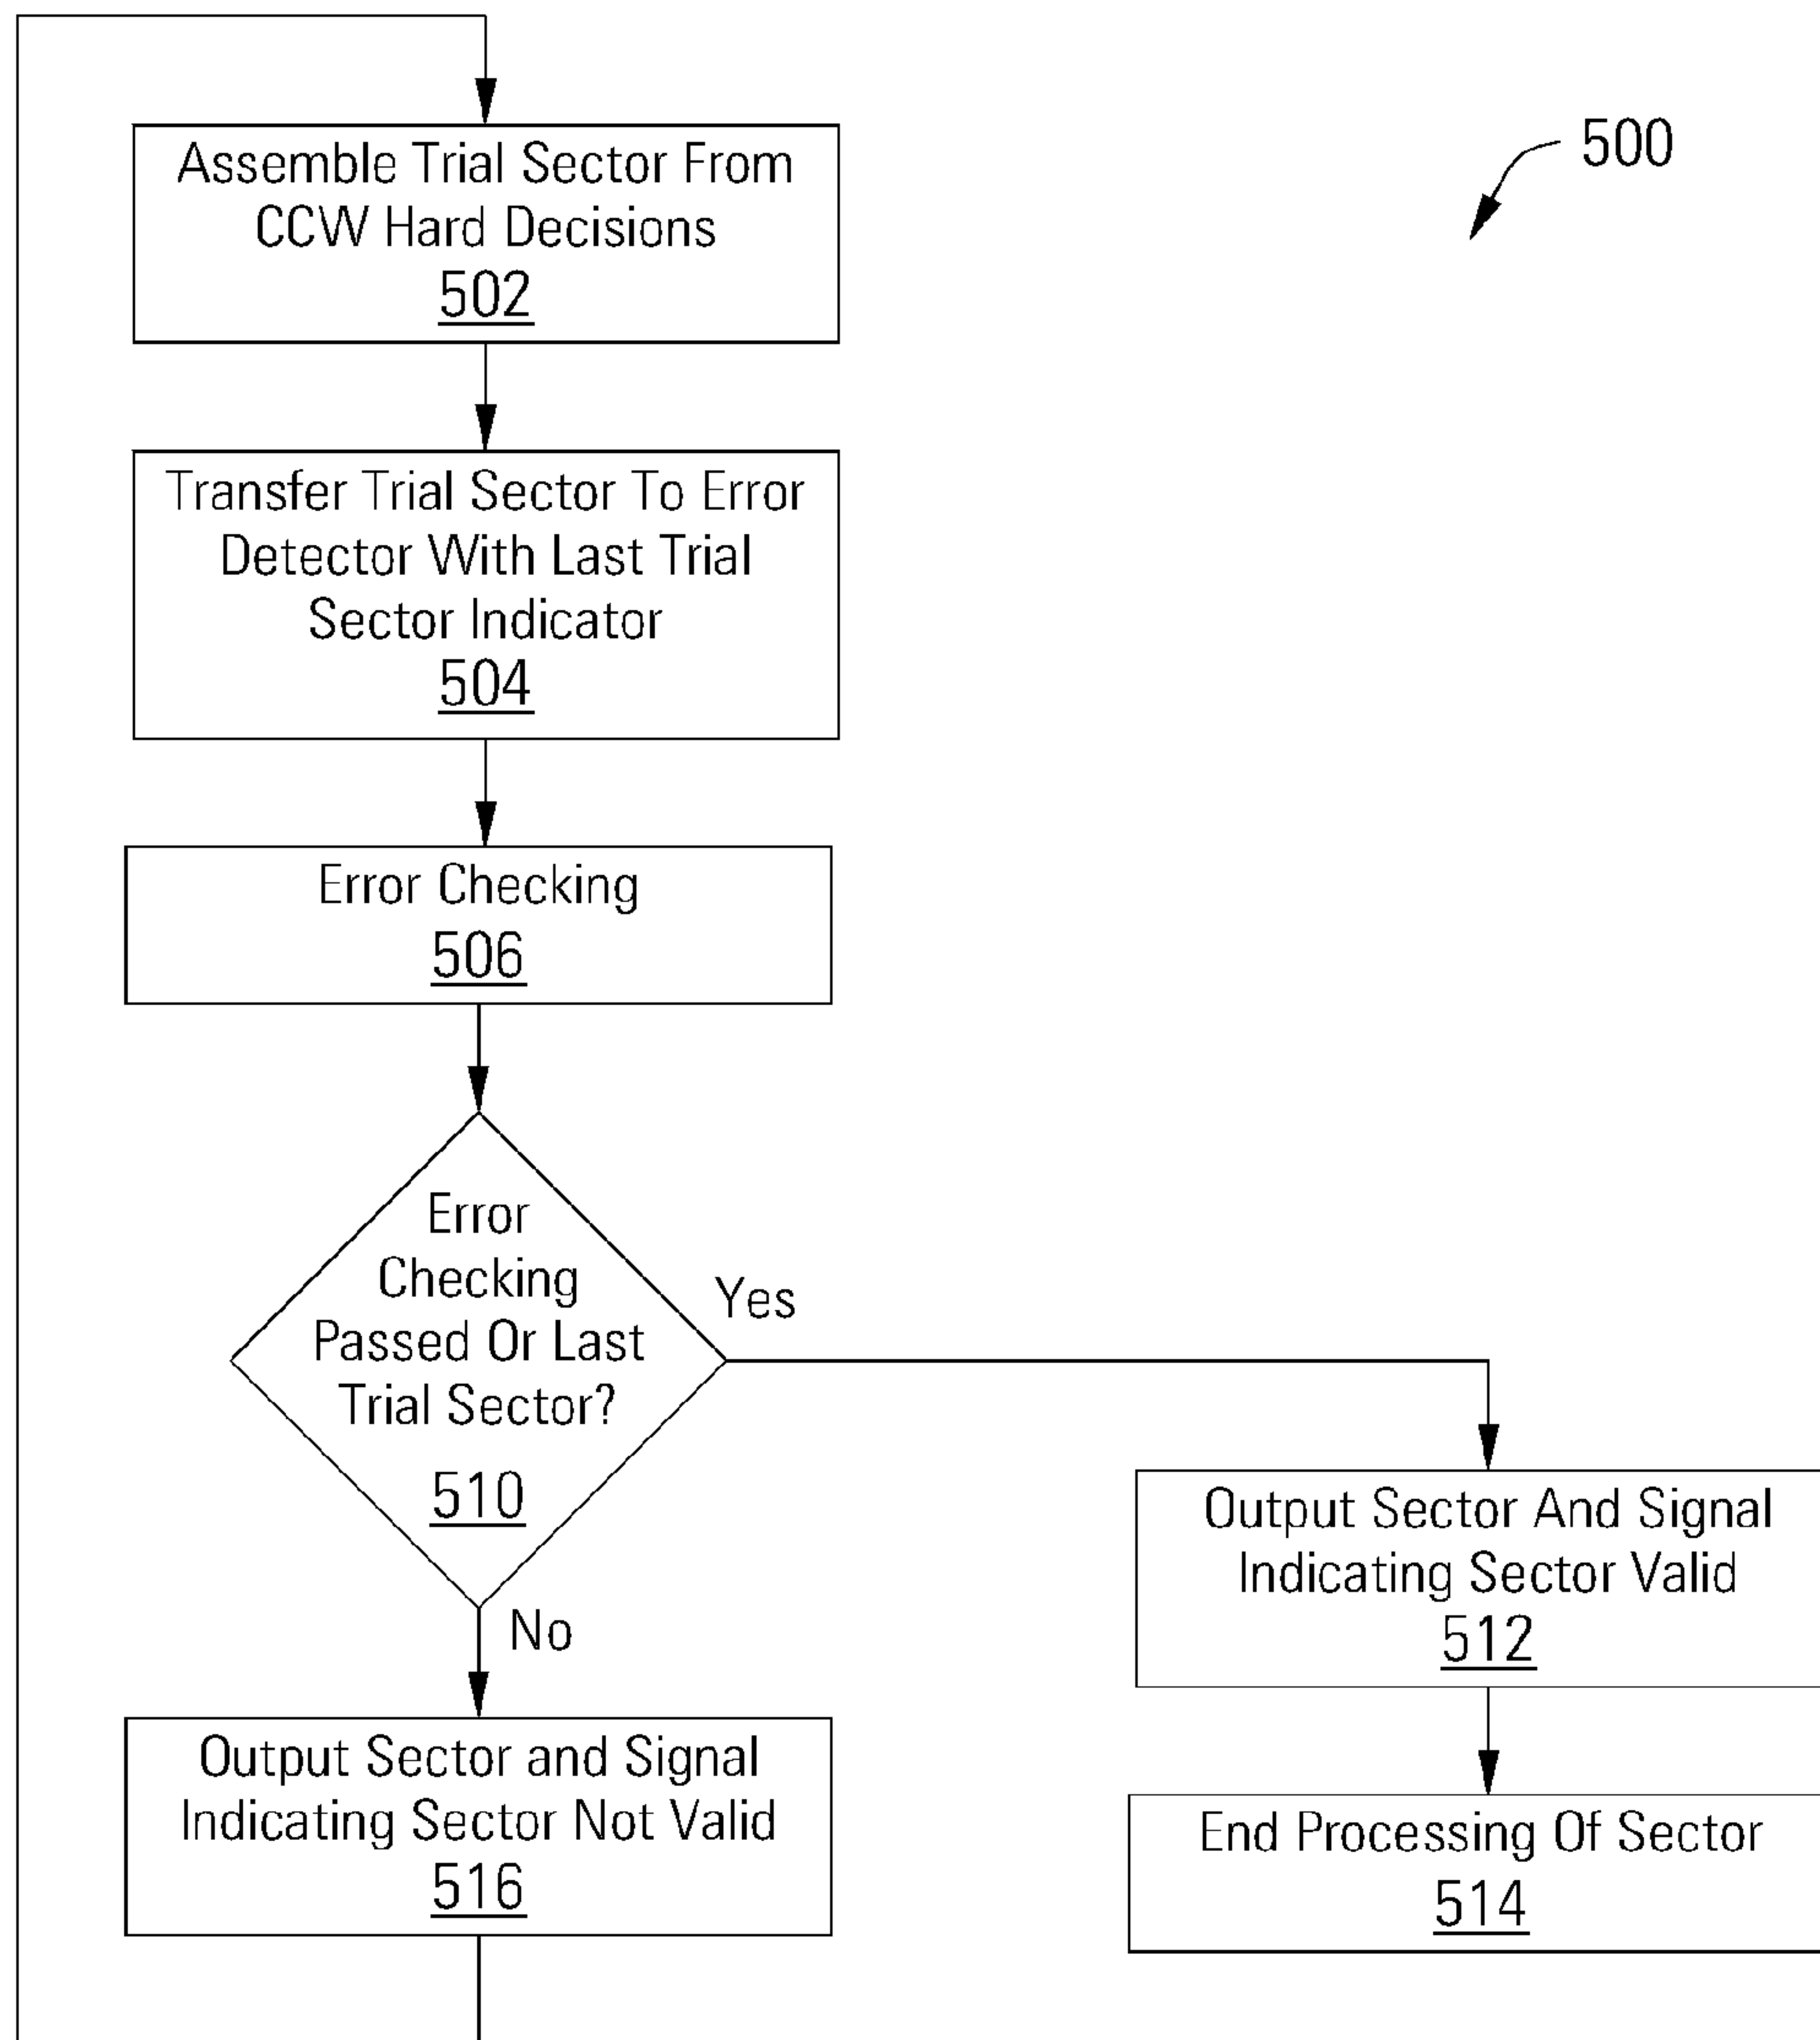 500
Assemble Trial Sector From
CCW Hard Decisions
502
Transfer Trial Sector To Error
Detector With Last Trial
Sector Indicator
504
Error Checking
506
Error
Checking
Passed Or Last
Trial Sector?
510
Yes
No
Output Sector And Signal
Indicating Sector Valid
512
End Processing Of Sector
514
Output Sector and Signal
Indicating Sector Not Valid
516